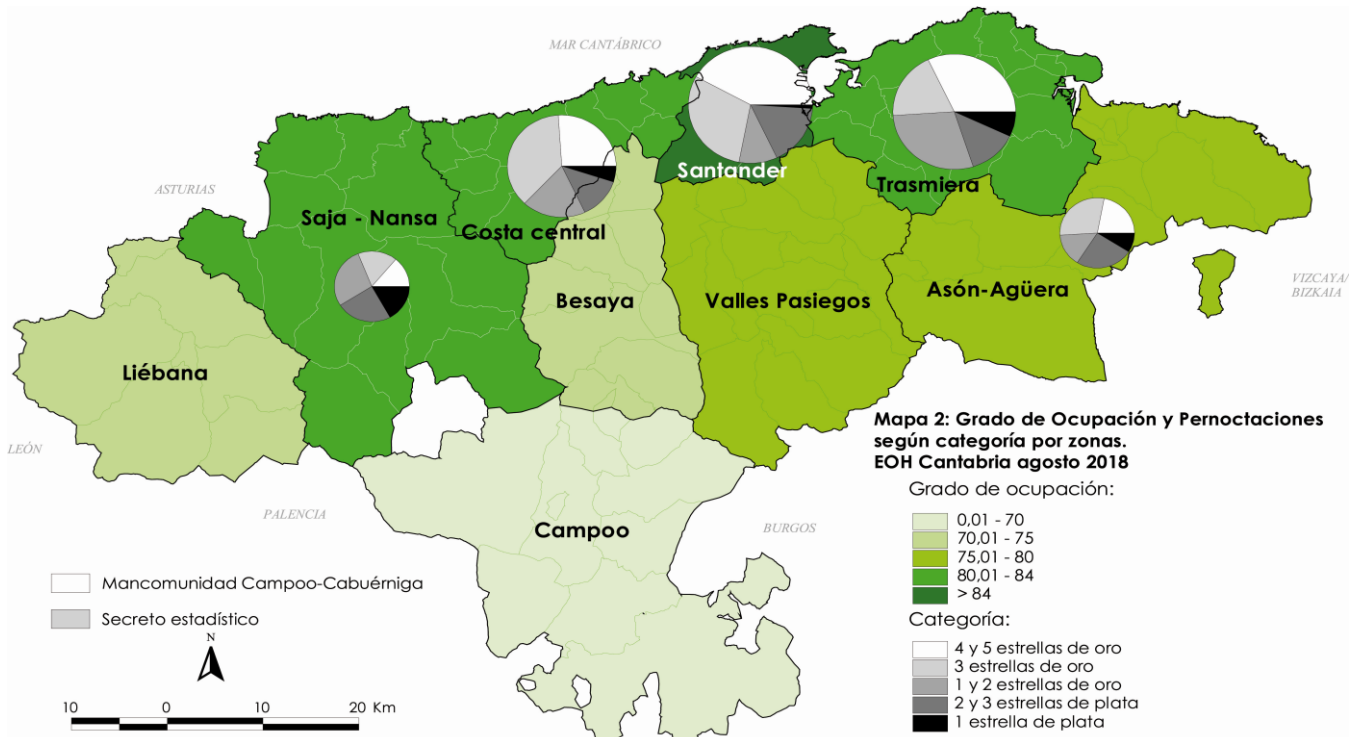 MAR CANTÁBRICO
ASTURIAS
Santander
Trasmiera
Saja - Nansa
Costa central
VIZCAYA/
BIZKAIA
Asón-Agüera
Besaya
Valles Pasiegos
Liébana
LEÓN
PALENCIA
Campoo
BURGOS
Mapa 2: Grado de Ocupación y Pernoctaciones
según categoría por zonas.
EOH Cantabria agosto 2018
Grado de ocupación:
0,01 - 70
70,01 - 75
75,01 - 80
80,01 - 84
> 84
Categoría:
4 y 5 estrellas de oro
3 estrellas de oro
1 y 2 estrellas de oro
2 y 3 estrellas de plata
1 estrella de plata
Mancomunidad Campoo-Cabuérniga
Secreto estadístico
N
10 0 10 20 Km